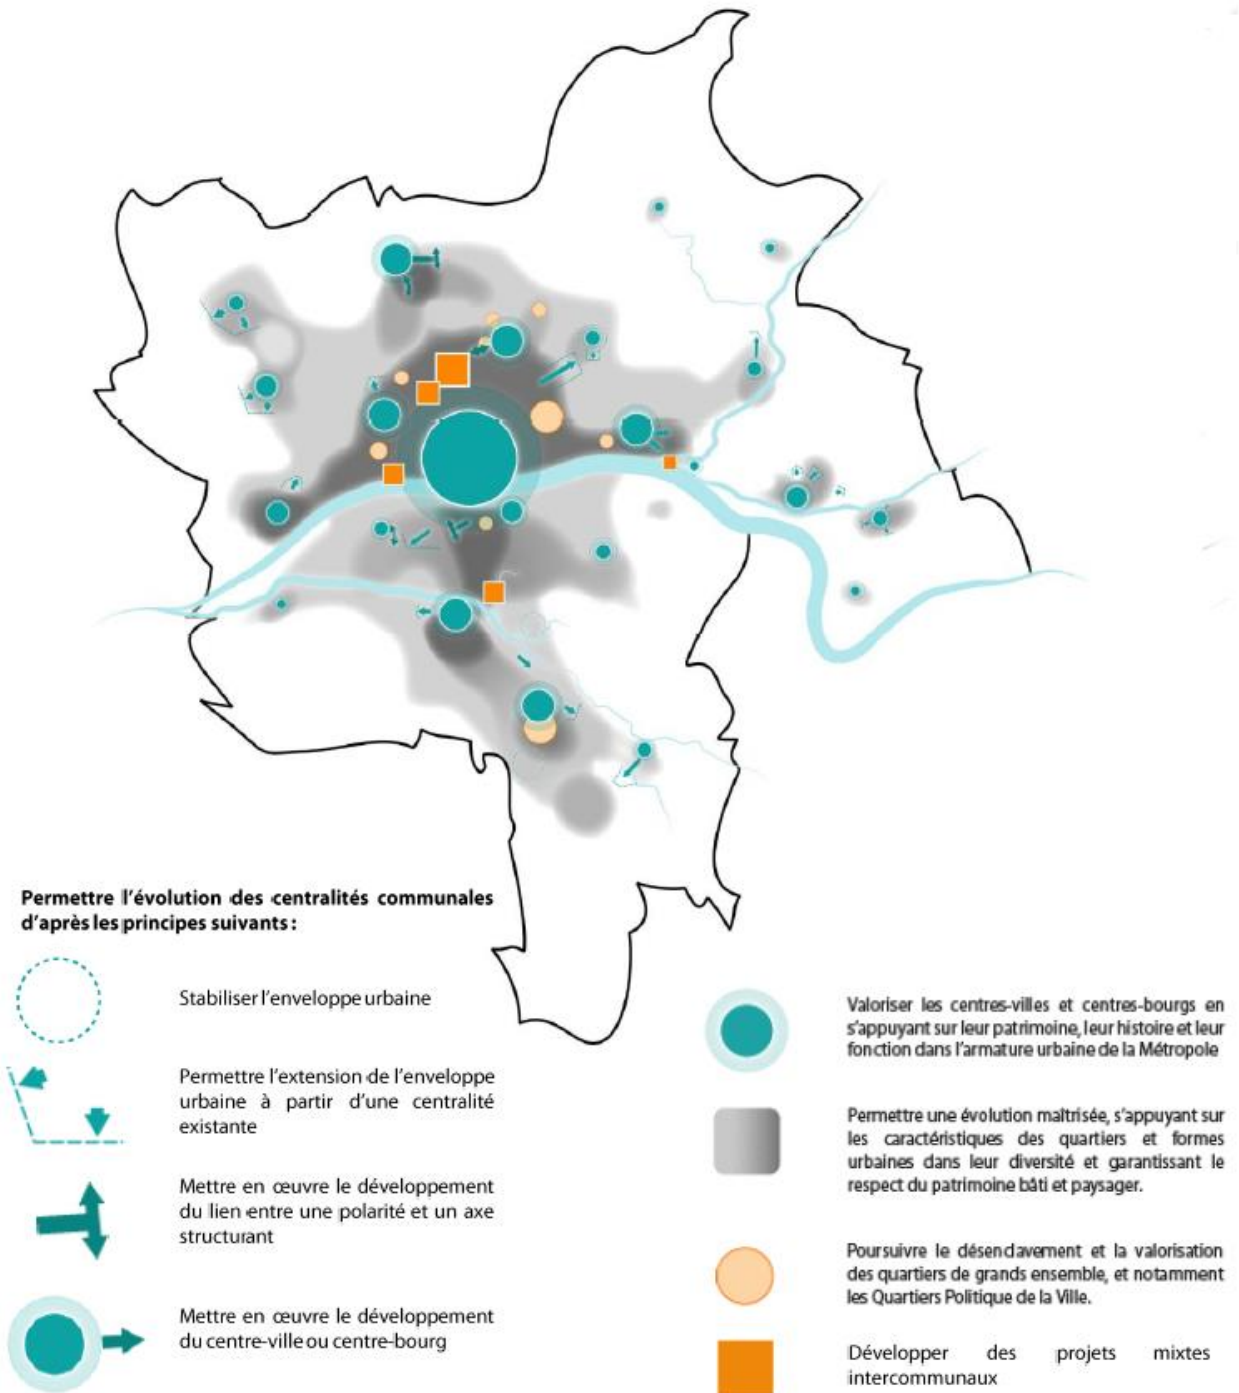 Permettre l'évolution des centralités communales
d'après les principes suivants :
Stabiliser l'enveloppe urbaine
Permettre l'extension de l'enveloppe
urbaine à partir d'une centralité
existante
Mettre en œuvre le développement
du lien entre une polarité et un axe
structurant
Mettre en œuvre le développement
du centre-ville ou centre-bourg
Valoriser les centres-villes et centres-bourgs en
s'appuyant sur leur patrimoine, leur histoire et leur
fonction dans l'armature urbaine de la Métropole
Permettre une évolution maîtrisée, s'appuyant sur
les caractéristiques des quartiers et formes
urbaines dans leur diversité et garantissant le
respect du patrimoine bâti et paysager.
Poursuivre le désenclavement et la valorisation
des quartiers de grands ensemble, et notamment
les Quartiers Politique de la Ville.
Développer des projets mixtes
intercommunaux